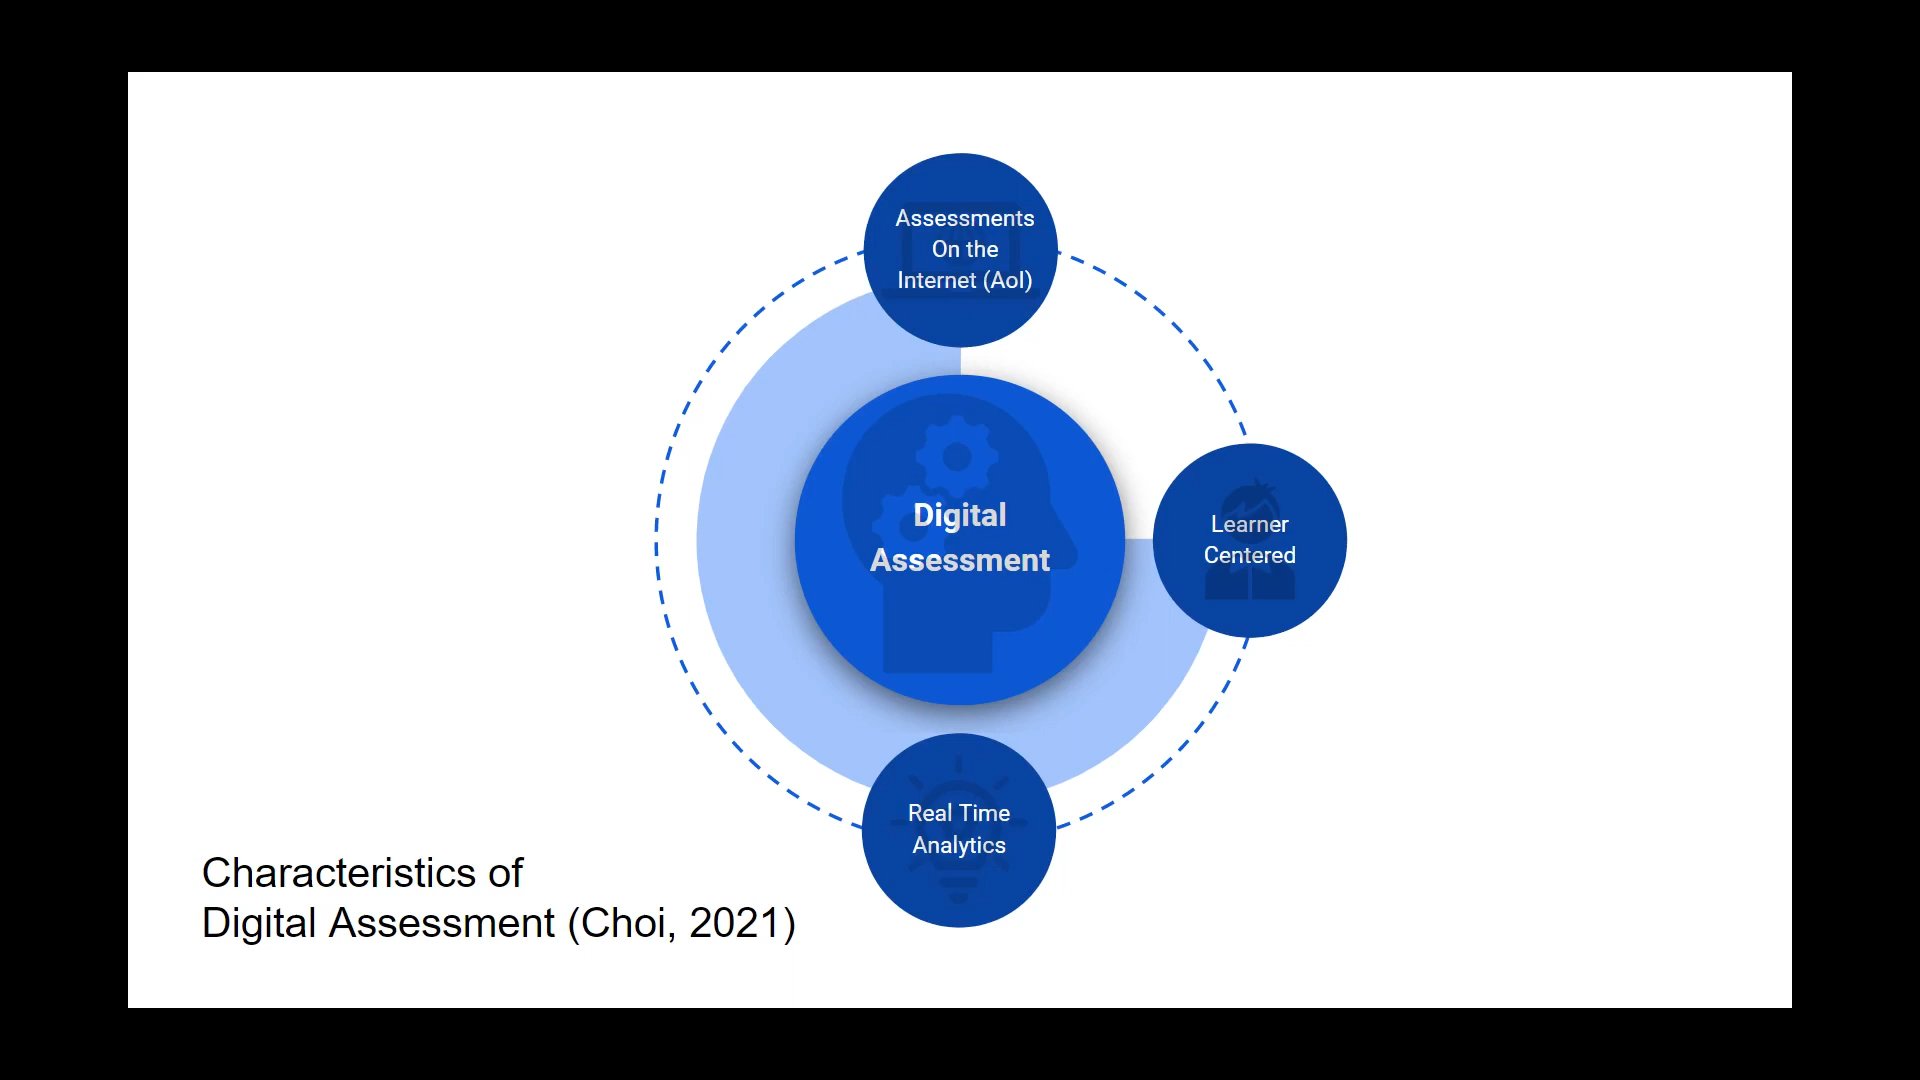 Assessments
On the
Internet (AoI)
Digital
Assessment
Learner
Centered
Real Time
Analytics
Characteristics of
Digital Assessment (Choi, 2021)